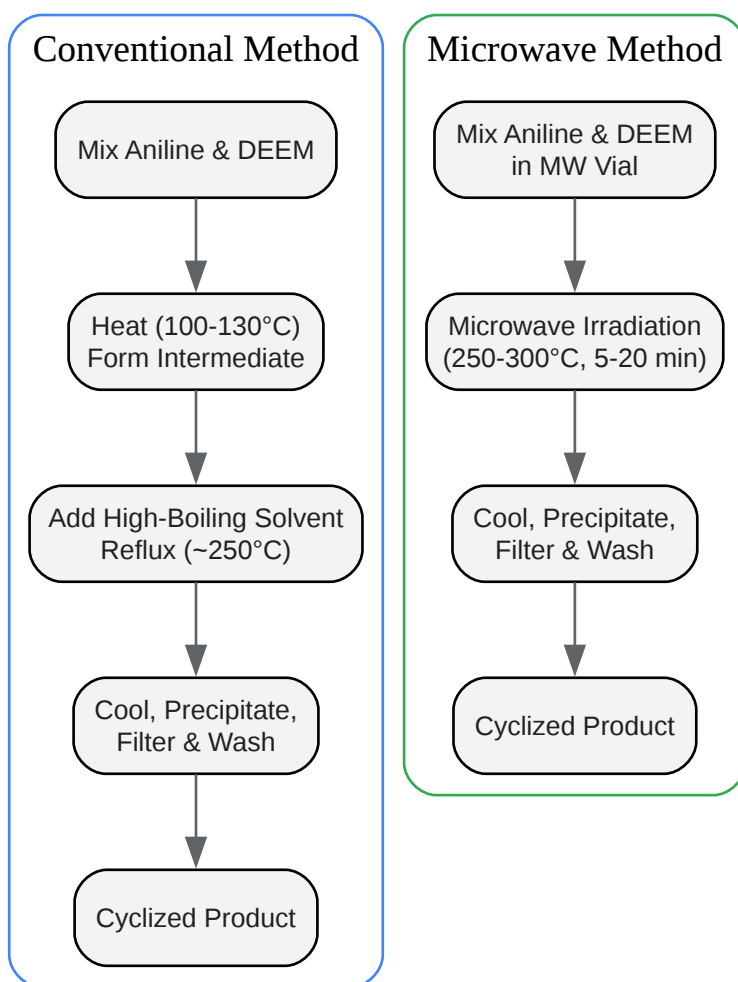 Conventional Method
Mix Aniline & DEEM
Heat (100-130°C)
Form Intermediate
Add High-Boiling Solvent
Reflux (~250°C)
Cool, Precipitate,
Filter & Wash
Cyclized Product
Microwave Method
Mix Aniline & DEEM
in MW Vial
Microwave Irradiation
(250-300°C, 5-20 min)
Cool, Precipitate,
Filter & Wash
Cyclized Product